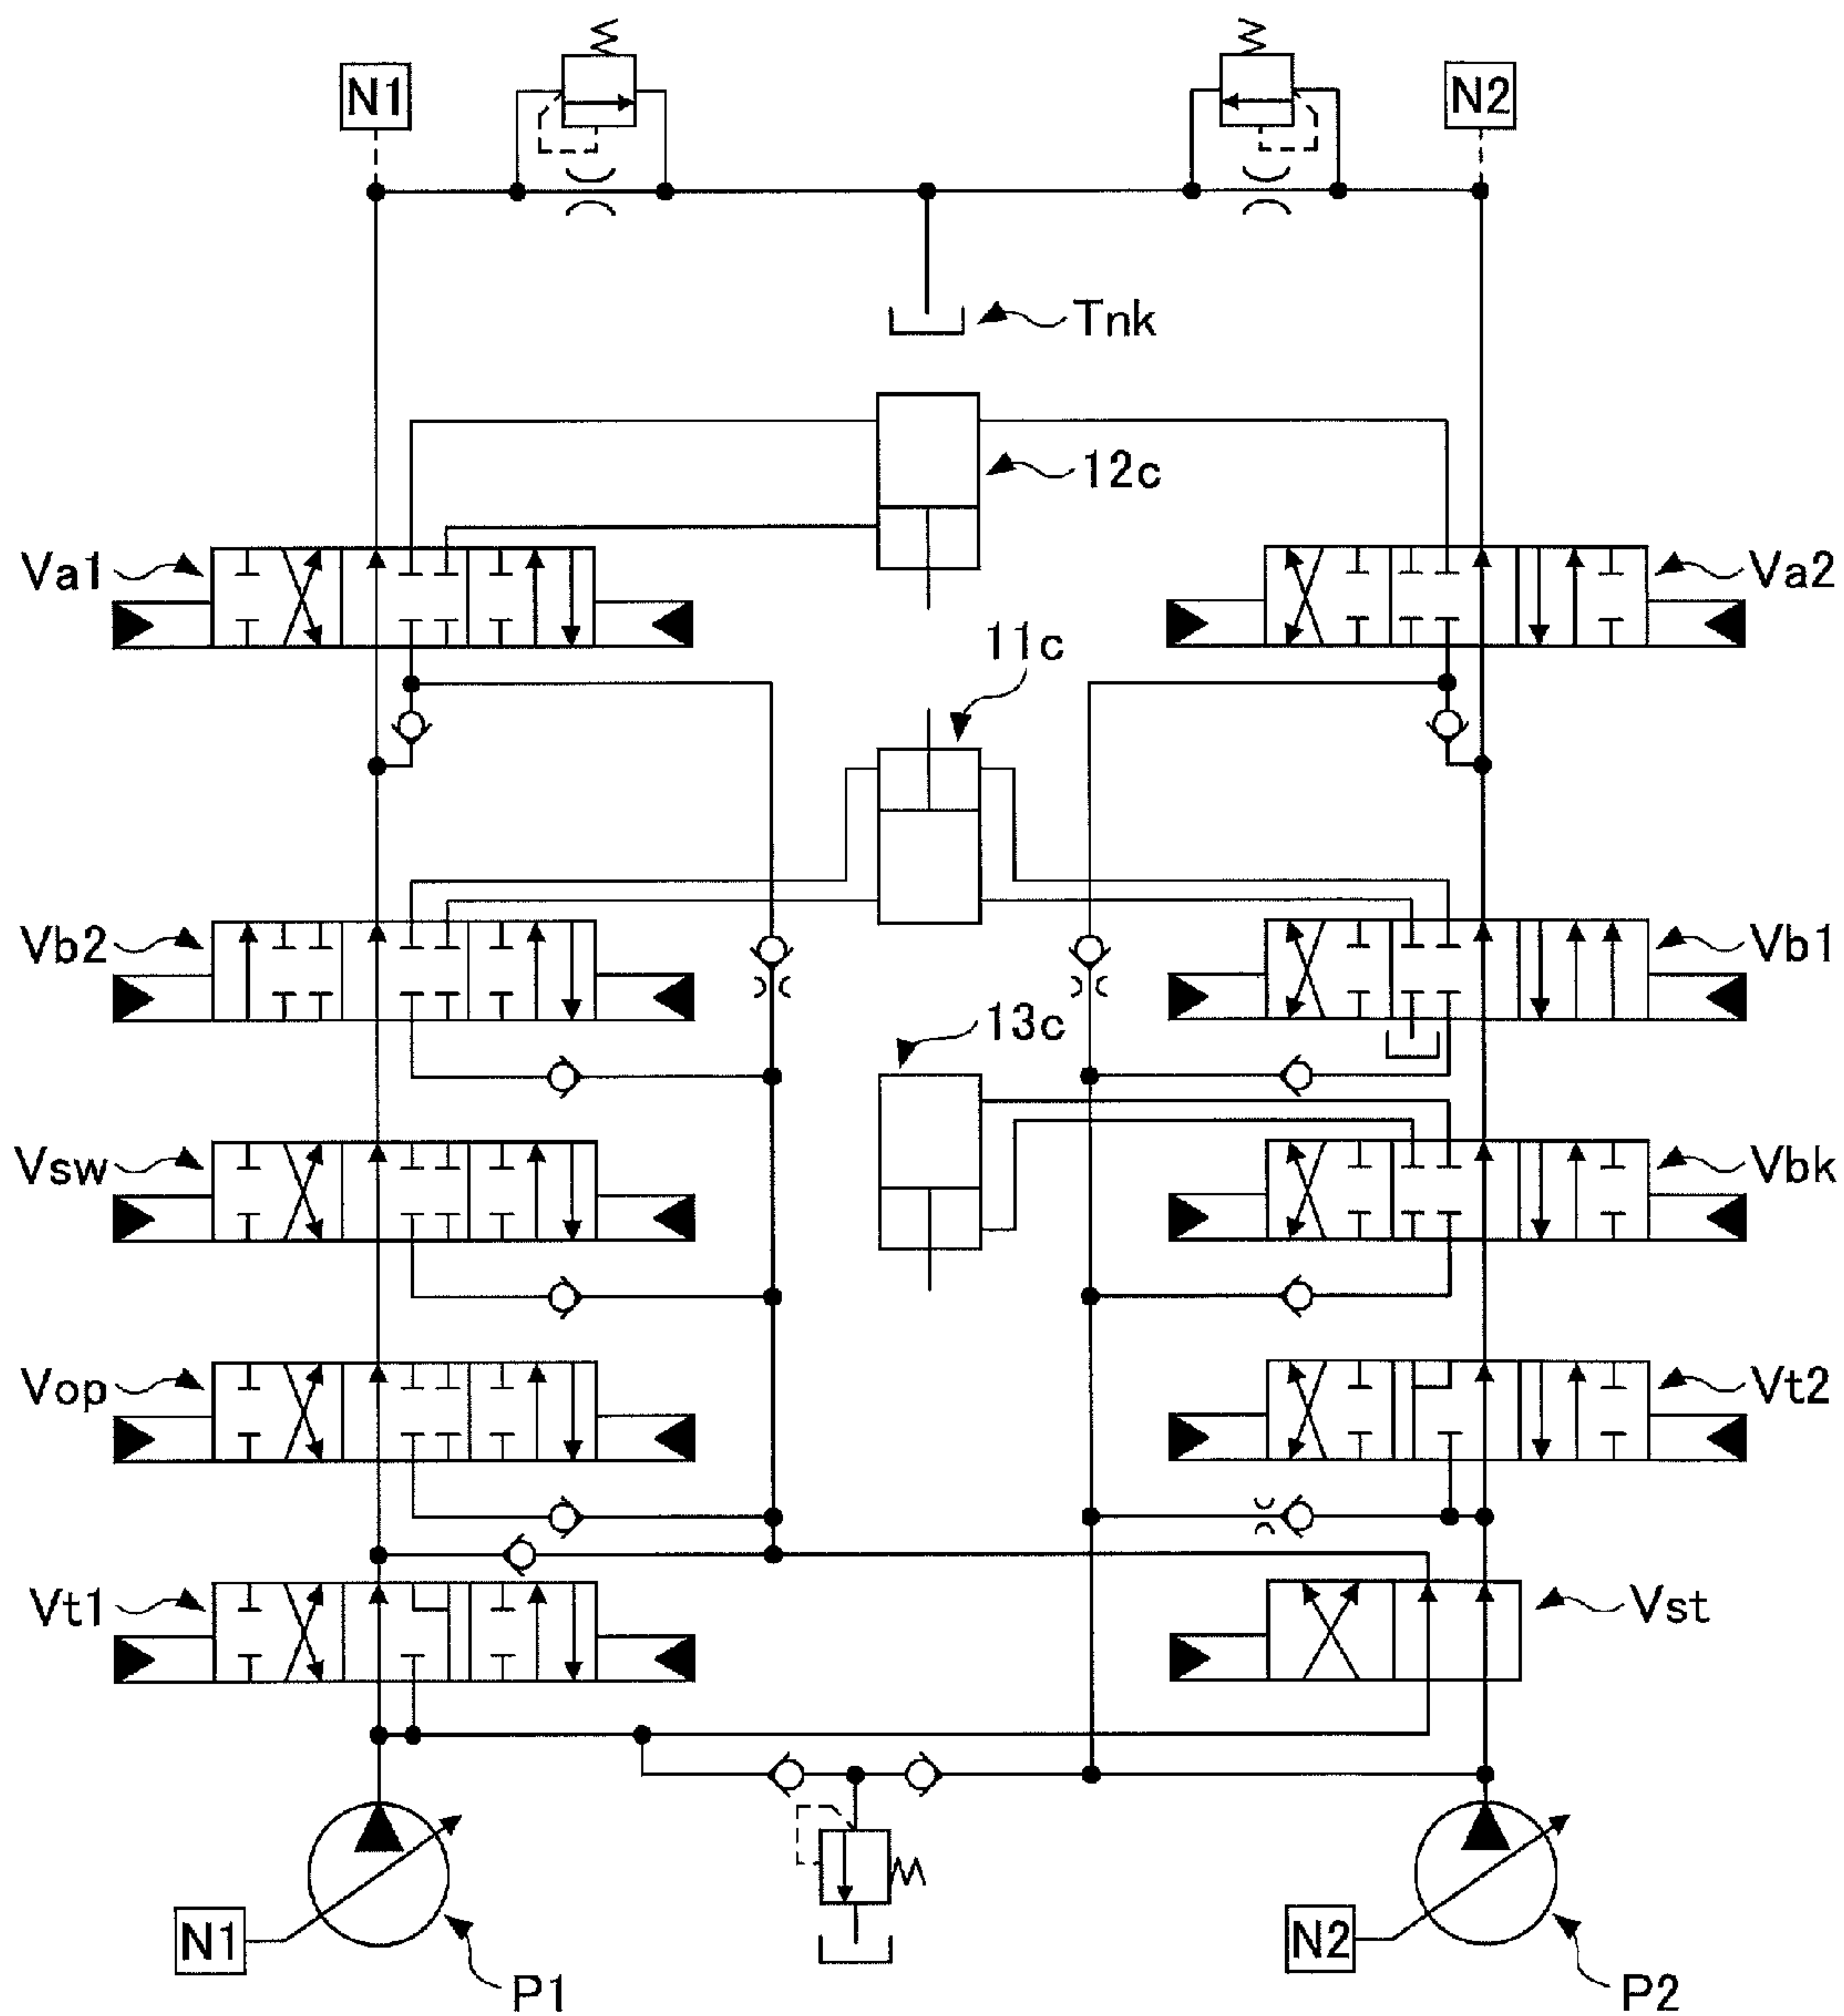 N1
N2
Tnk
12c
Va1
Va2
11c
Vb2
Vb1
13c
Vsw
Vbk
Vop
Vt2
Vt1
Vst
N1
P1
N2
P2